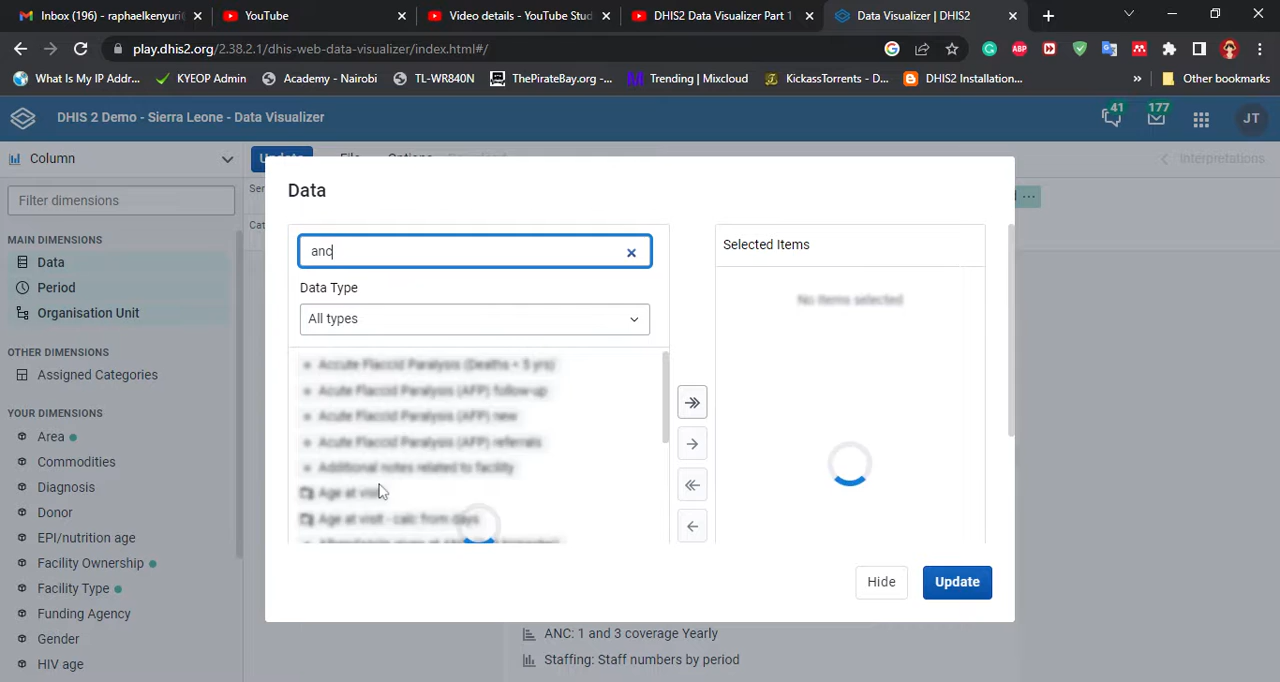 Inbox (196) - raphaelkenyuri@
YouTube
Video details - YouTube Stud
DHIS2 Data Visualizer Part 1
Data Visualizer | DHIS2
play.dhis2.org/2.38.2.1/dhis-web-data-visualizer/index.html#/
What Is My IP Addr...
KYEOP Admin
Academy - Nairobi
TL-WR840N
ThePirateBay.org -...
Trending | Mixcloud
KickassTorrents - D...
DHIS2 Installation...
»
Other bookmarks
DHIS 2 Demo - Sierra Leone - Data Visualizer
41
177
JT
Column
Update
File
Options
Interpretations
Filter dimensions
MAIN DIMENSIONS
Data
Period
Organisation Unit
OTHER DIMENSIONS
Assigned Categories
YOUR DIMENSIONS
Area
Commodities
Diagnosis
Donor
EPI/nutrition age
Facility Ownership
Facility Type
Funding Agency
Gender
HIV age
Data
anc
Data Type
All types
Accute Flaccid Paralysis (Deaths < 5 yrs)
Acute Flaccid Paralysis (AFP) follow-up
Acute Flaccid Paralysis (AFP) new
Acute Flaccid Paralysis (AFP) referrals
Additional notes related to facility
Age at visit
Age at visit - calc from days
Selected Items
No items selected
Hide
Update
ANC: 1 and 3 coverage Yearly
Staffing: Staff numbers by period